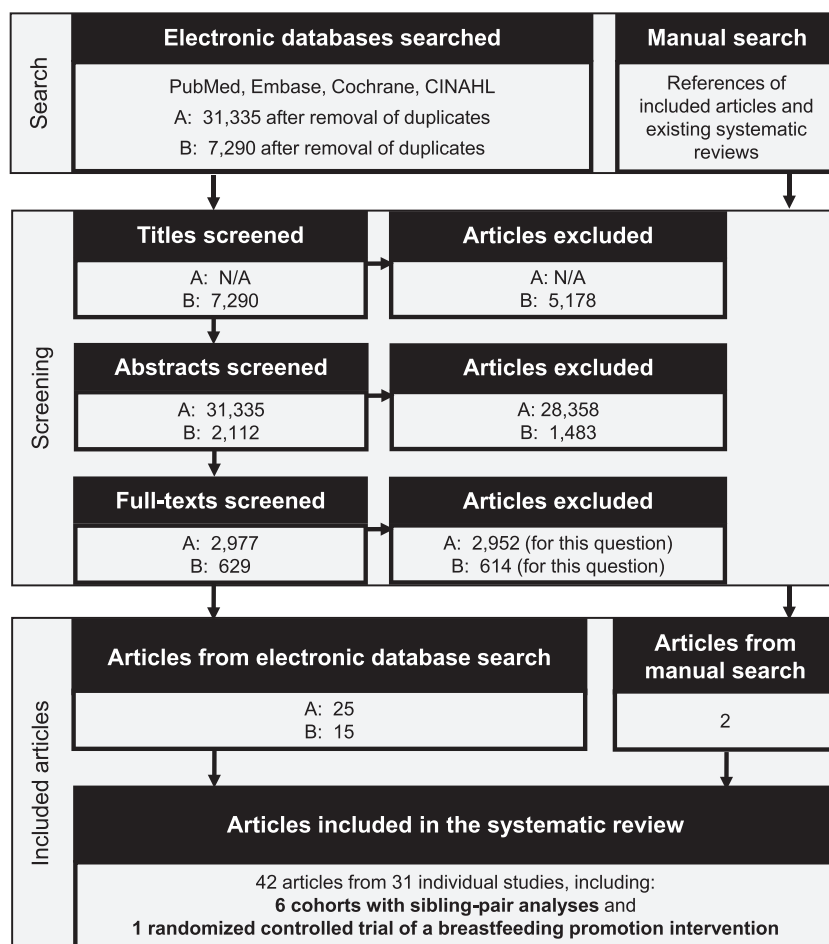 Search
Electronic databases searched
PubMed, Embase, Cochrane, CINAHL
A: 31,335 after removal of duplicates
B: 7,290 after removal of duplicates
Manual search
References of
included articles and
existing systematic
reviews
Screening
Titles screened
A: N/A
B: 7,290
Articles excluded
A: N/A
B: 5,178
Abstracts screened
A: 31,335
B: 2,112
Articles excluded
A: 28,358
B: 1,483
Full-texts screened
A: 2,977
B: 629
Articles excluded
A: 2,952 (for this question)
B: 614 (for this question)
Included articles
Articles from electronic database search
A: 25
B: 15
Articles from
manual search
2
Articles included in the systematic review
42 articles from 31 individual studies, including:
6 cohorts with sibling-pair analyses and
1 randomized controlled trial of a breastfeeding promotion intervention